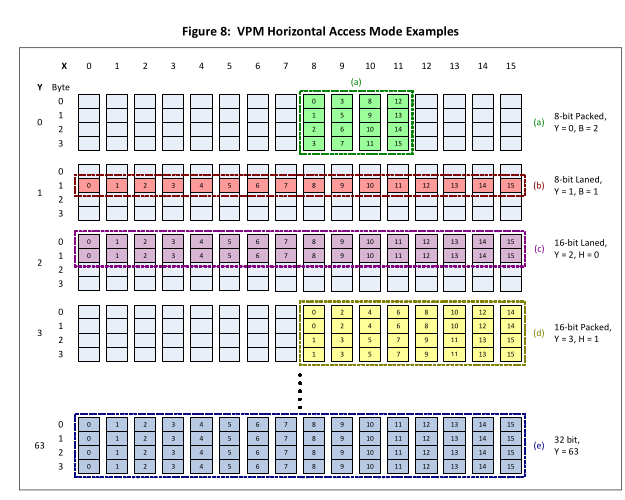 Figure 8: VPM Horizontal Access Mode Examples
X 0 1 2 3 4 5 6 7 8 9 10 11 12 13 14 15
Y Byte
(a)
0 0 3 8 12
0 1 1 5 9 13 (a) 8-bit Packed,
2 2 6 10 14 Y = 0, B = 2
3 3 7 11 15
0
1 1 0 1 2 3 4 5 6 7 8 9 10 11 12 13 14 15 (b) 8-bit Laned,
2 Y = 1, B = 1
3
0 0 1 2 3 4 5 6 7 8 9 10 11 12 13 14 15
1 0 1 2 3 4 5 6 7 8 9 10 11 12 13 14 15 (c) 16-bit Laned,
2 2 Y = 2, H = 0
3
0 0 2 4 6 8 10 12 14
3 1 0 2 4 6 8 10 12 14 (d) 16-bit Packed,
2 1 3 5 7 9 11 13 15 Y = 3, H = 1
3 1 3 5 7 9 11 13 15
0 0 1 2 3 4 5 6 7 8 9 10 11 12 13 14 15
1 0 1 2 3 4 5 6 7 8 9 10 11 12 13 14 15
63 2 0 1 2 3 4 5 6 7 8 9 10 11 12 13 14 15 (e) 32 bit,
3 0 1 2 3 4 5 6 7 8 9 10 11 12 13 14 15 Y = 63